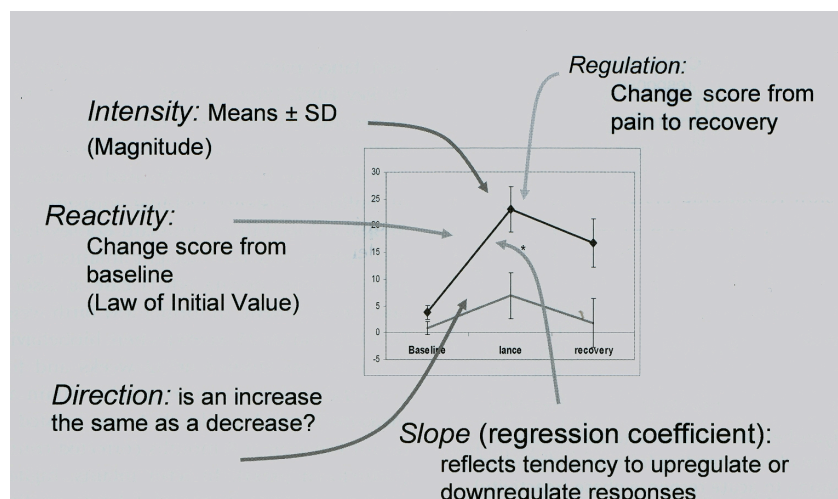 Regulation:
Change score from
pain to recovery
Intensity: Means ± SD
(Magnitude)
Reactivity:
Change score from
baseline
(Law of Initial Value)
30
25
20
15
10
5
0
-5
*
Baseline
lance
recovery
Direction: is an increase
the same as a decrease?
Slope (regression coefficient):
reflects tendency to upregulate or
downregulate responses